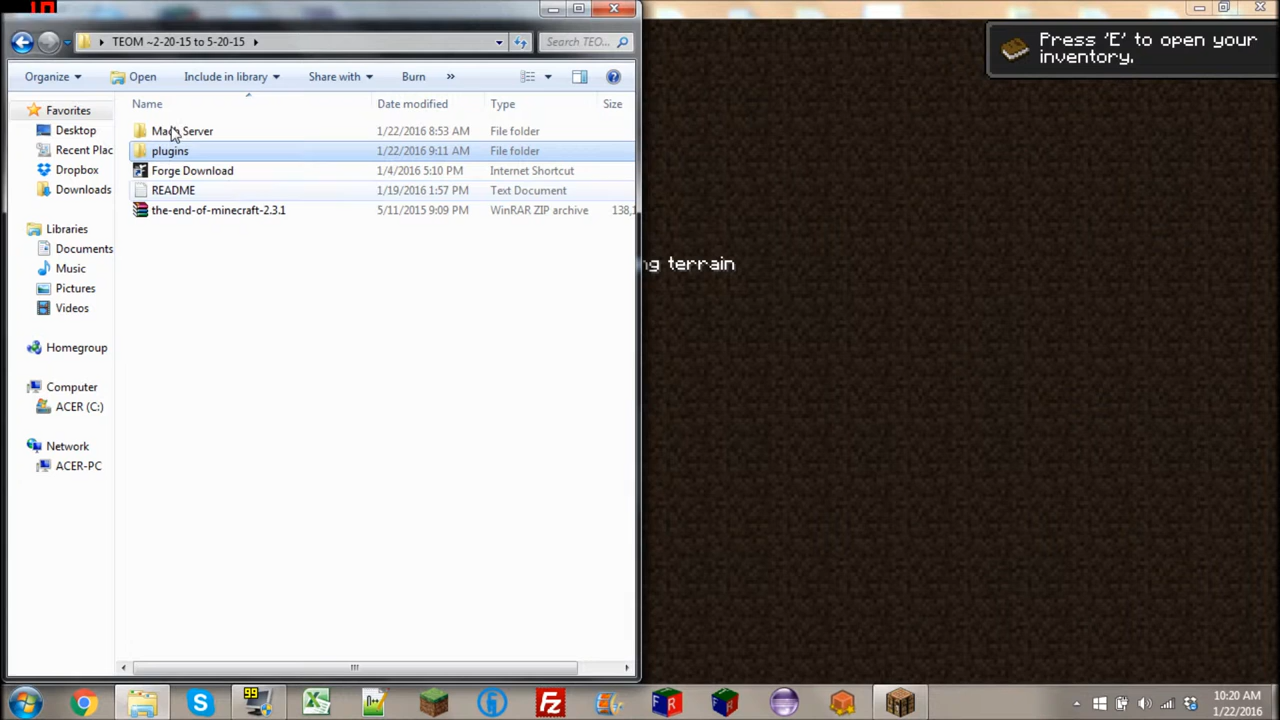 TEOM ~2-20-15 to 5-20-15
Search TEO...
Organize Open Include in library Share with Burn »
Favorites
Desktop
Recent Plac
Dropbox
Downloads
Libraries
Documents
Music
Pictures
Videos
Homegroup
Computer
ACER (C:)
Network
ACER-PC
Name Date modified Type Size
Server 1/22/2016 8:53 AM File folder
plugins 1/22/2016 9:11 AM File folder
Forge Download 1/4/2016 5:10 PM Internet Shortcut
README 1/19/2016 1:57 PM Text Document
the-end-of-minecraft-2.3.1 5/11/2015 9:09 PM WinRAR ZIP archive 138,
Press 'E' to open your
inventory.
ng terrain
99
10:20 AM
1/22/2016